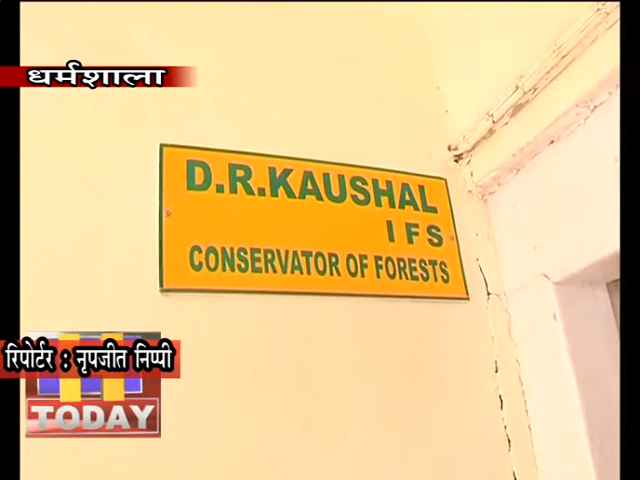 धर्मशाला
D.R.KAUSHAL
IFS
CONSERVATOR OF FORESTS
रिपोर्टर : नृपजीत निप्पी
TODAY